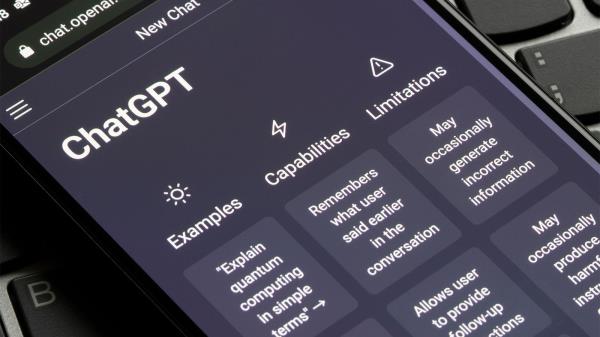 chat.openai.
New Chat
ChatGPT
Examples
"Explain
quantum
computing
in simple
terms" →
Capabilities
Remembers
what user
said earlier
in the
conversation
Allows user
to provide
follow-up
Limitations
May
occasionally
generate
incorrect
information
May
occasionally
produce
B